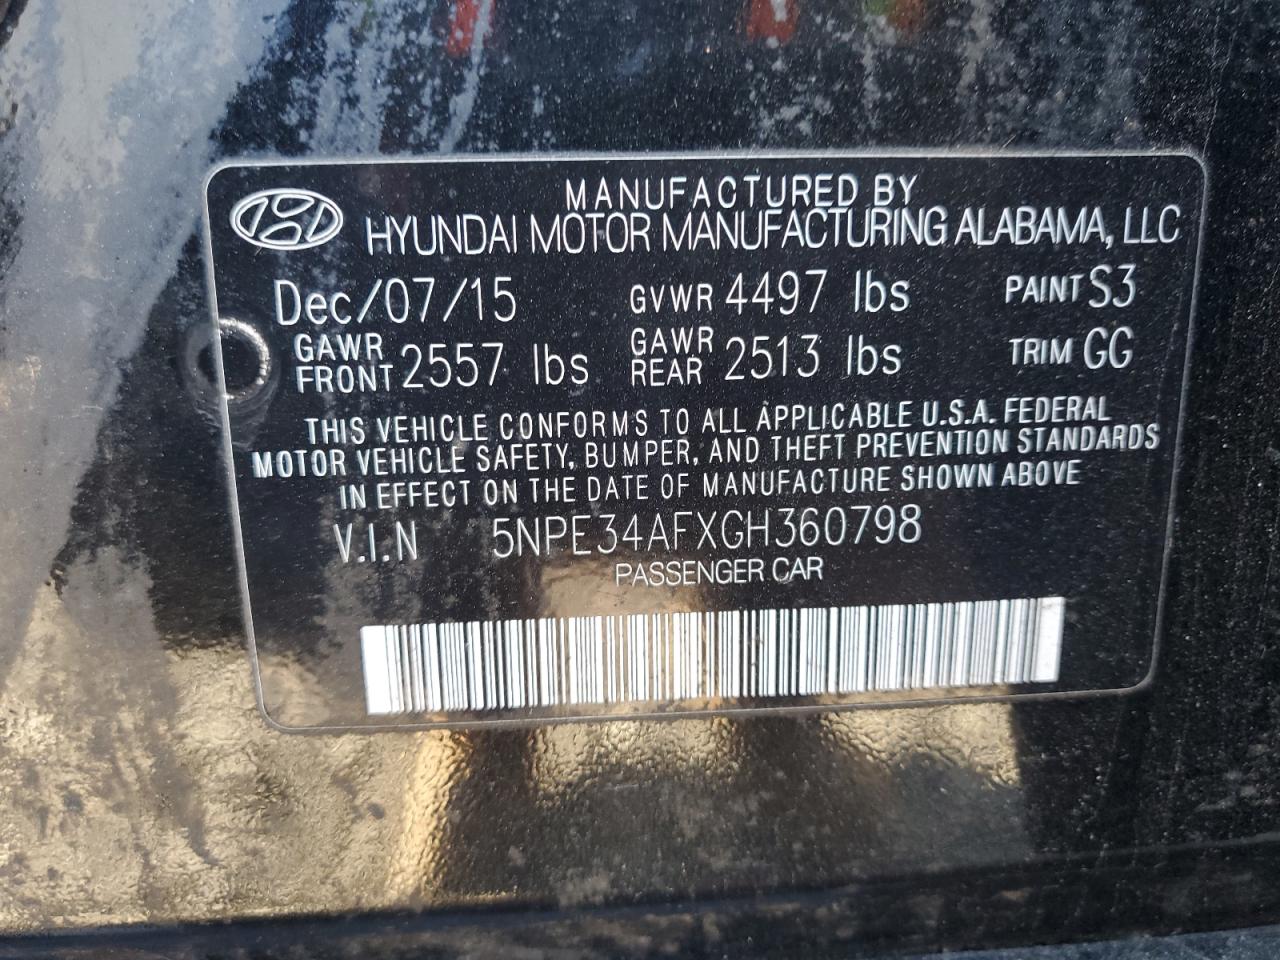 MANUFACTURED BY
HYUNDAI MOTOR MANUFACTURING ALABAMA, LLC
Dec/07/15 GVWR 4497 lbs PAINT S3
GAWR FRONT 2557 lbs GAWR REAR 2513 lbs TRIM GG
THIS VEHICLE CONFORMS TO ALL APPLICABLE U.S.A. FEDERAL
MOTOR VEHICLE SAFETY, BUMPER, AND THEFT PREVENTION STANDARDS
IN EFFECT ON THE DATE OF MANUFACTURE SHOWN ABOVE
V.I.N 5NPE34AFXGH360798
PASSENGER CAR